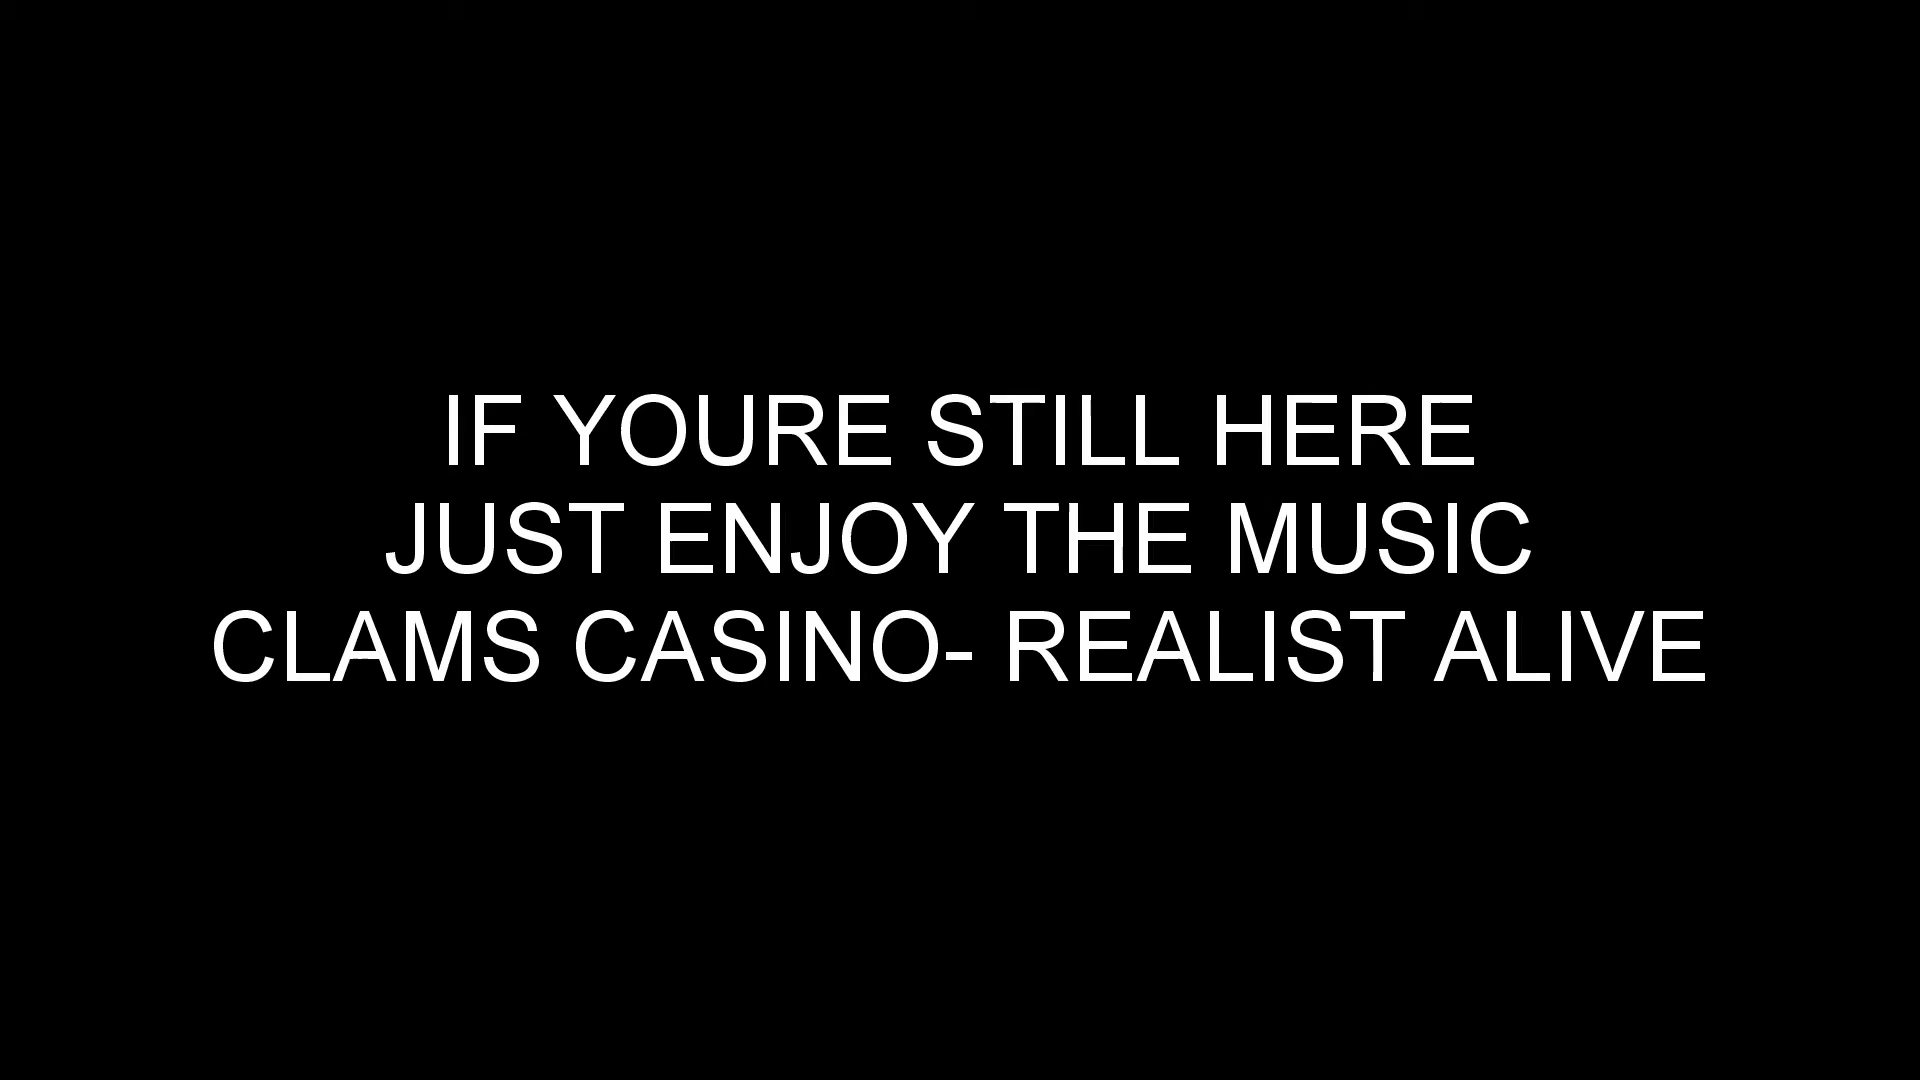 IF YOURE STILL HERE
JUST ENJOY THE MUSIC
CLAMS CASINO- REALIST ALIVE